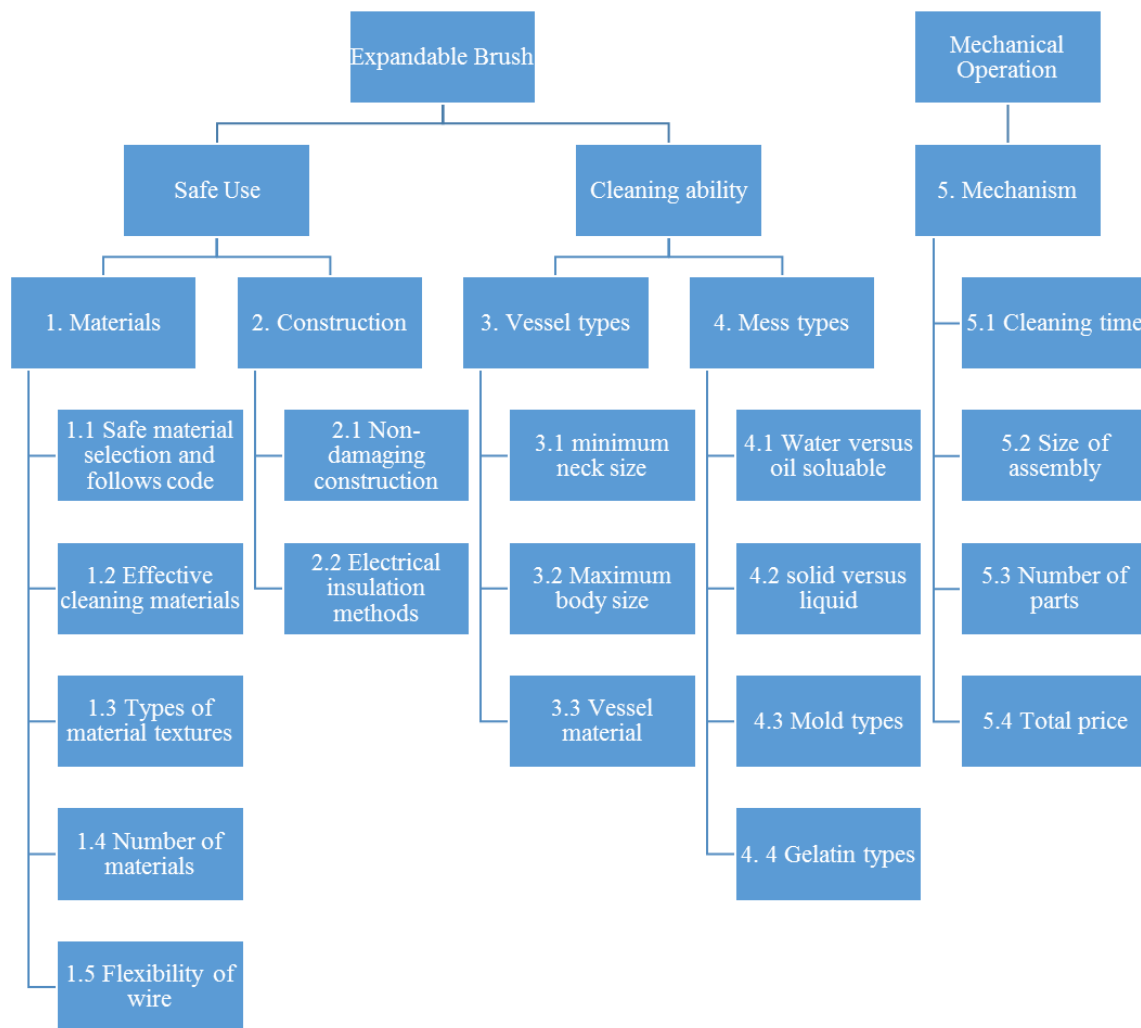 Expandable Brush
Mechanical
Operation
Safe Use
Cleaning ability
5. Mechanism
1. Materials
2. Construction
3. Vessel types
4. Mess types
5.1 Cleaning time
1.1 Safe material
selection and
follows code
2.1 Non-
damaging
construction
3.1 minimum
neck size
4.1 Water versus
oil soluable
5.2 Size of
assembly
1.2 Effective
cleaning materials
2.2 Electrical
insulation
methods
3.2 Maximum
body size
4.2 solid versus
liquid
5.3 Number of
parts
1.3 Types of
material textures
3.3 Vessel
material
4.3 Mold types
5.4 Total price
1.4 Number of
materials
4. 4 Gelatin types
1.5 Flexibility of
wire